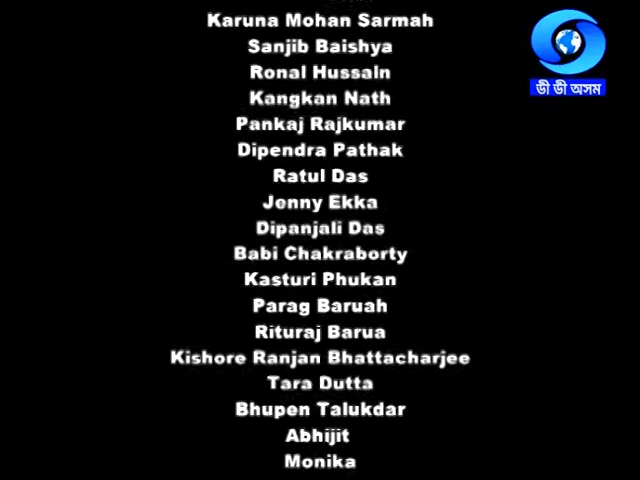 Karuna Mohan Sarmah
Sanjib Baishya
Ronal Hussain
Kangkan Nath
Pankaj Rajkumar
Dipendra Pathak
Ratul Das
Jenny Ekka
Dipanjali Das
Babi Chakraborty
Kasturi Phukan
Parag Baruah
Rituraj Barua
Kishore Ranjan Bhattacharjee
Tara Dutta
Bhupen Talukdar
Abhijit
Monika
ডী ডী অসম